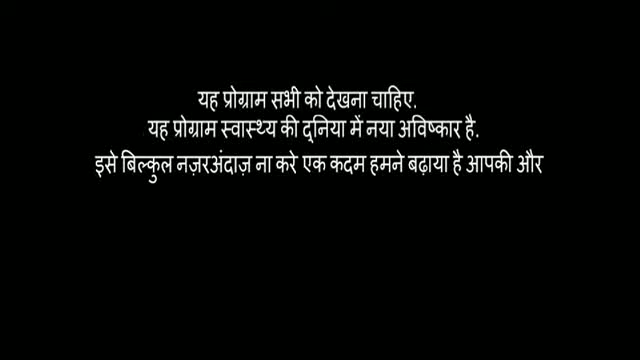 यह प्रोग्राम सभी को देखना चाहिए.
यह प्रोग्राम स्वास्थ्य की दुनिया में नया अविष्कार है.
इसे बिल्कुल नज़रअंदाज़ ना करे एक कदम हमने बढ़ाया है आपकी और